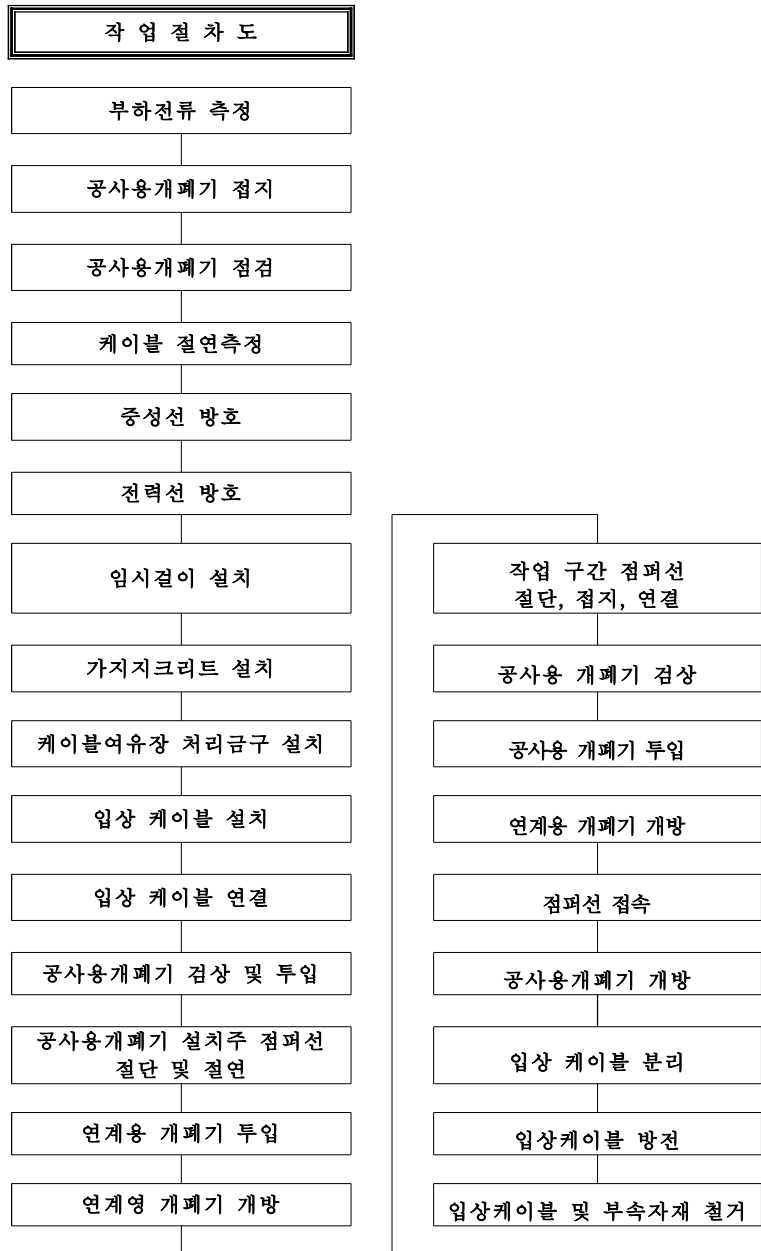 작 업 절 차 도
부하전류 측정
공사용개폐기 접지
공사용개폐기 점검
케이블 절연측정
중성선 방호
전력선 방호
임시걸이 설치
가지지크리트 설치
케이블여유장 처리금구 설치
입상 케이블 설치
입상 케이블 연결
공사용개폐기 검상 및 투입
공사용개폐기 설치주 점퍼선
절단 및 절연
연계용 개폐기 투입
연계영 개폐기 개방
작업 구간 점퍼선
절단, 접지, 연결
공사용 개폐기 검상
공사용 개폐기 투입
연계용 개폐기 개방
점퍼선 접속
공사용개폐기 개방
입상 케이블 분리
입상케이블 방전
입상케이블 및 부속자재 철거